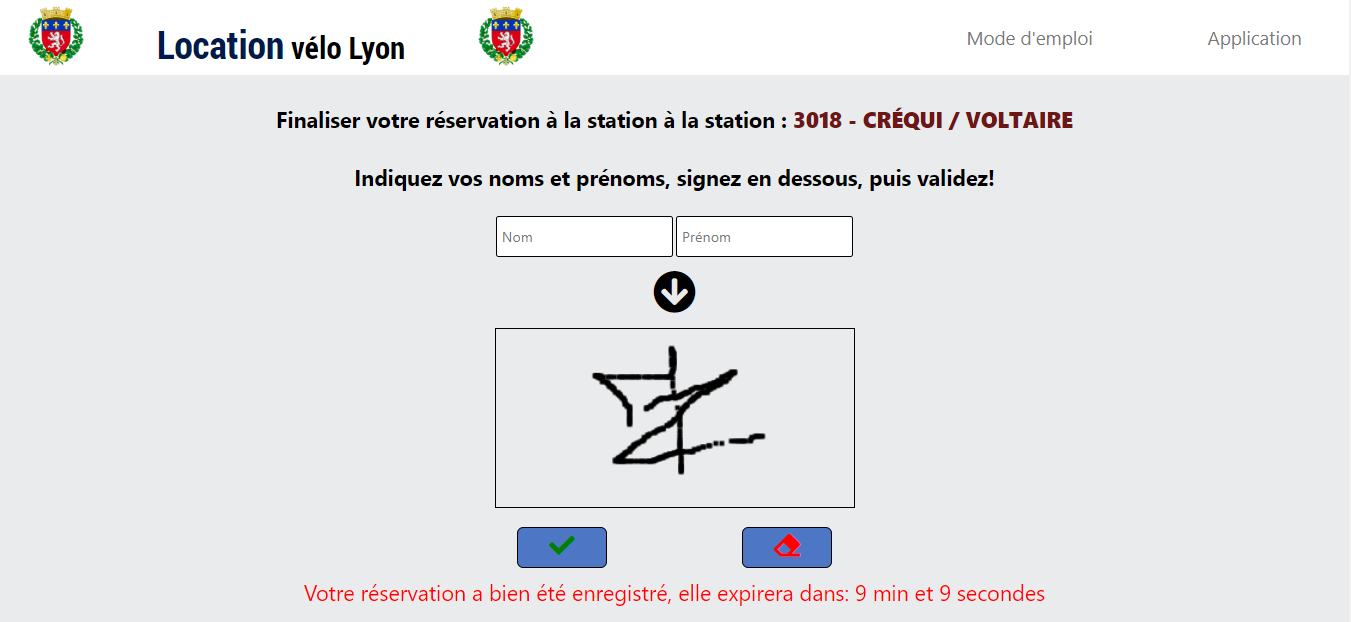 Location vélo Lyon
Mode d'emploi
Application
Finaliser votre réservation à la station à la station : 3018 - CRÉQUI / VOLTAIRE
Indiquez vos noms et prénoms, signez en dessous, puis validez!
Nom
Prénom
Votre réservation a bien été enregistré, elle expirera dans: 9 min et 9 secondes